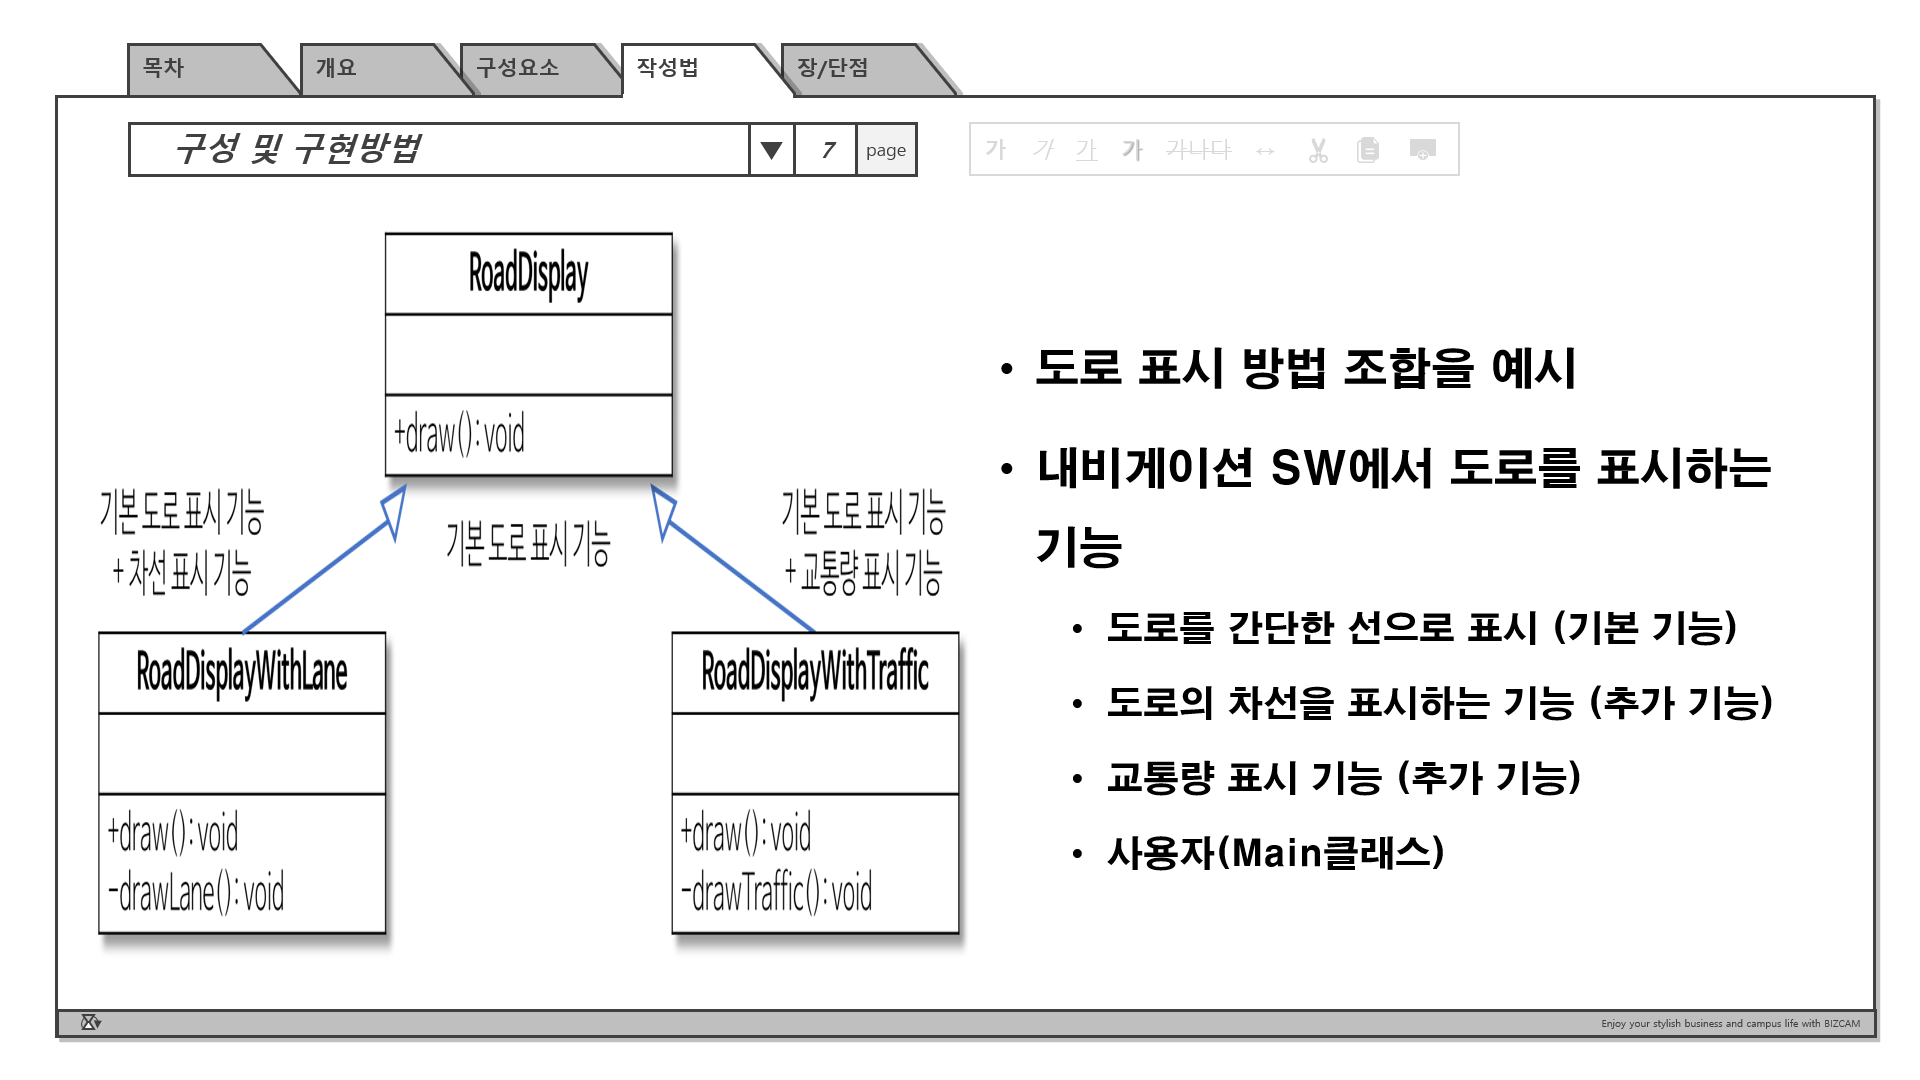 목차
개요
구성요소
작성법
장/단점
구성 및 구현방법
7
page
가 가 가 가 가나다
RoadDisplay
+draw() : void
기본 도로 표시 기능
+ 차선 표시 기능
기본 도로 표시 기능
기본 도로 표시 기능
+ 교통량 표시 기능
RoadDisplayWithLane
+draw() : void
-drawLane() : void
RoadDisplayWithTraffic
+draw() : void
-drawTraffic() : void
• 도로 표시 방법 조합을 예시
• 내비게이션 SW에서 도로를 표시하는
기능
• 도로를 간단한 선으로 표시 (기본 기능)
• 도로의 차선을 표시하는 기능 (추가 기능)
• 교통량 표시 기능 (추가 기능)
• 사용자(Main클래스)
Enjoy your stylish business and campus life with BIZCAM